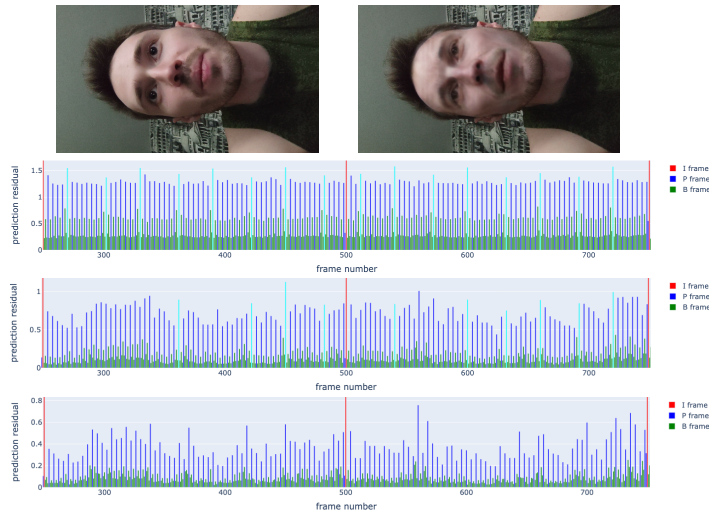 prediction residual
1.5
1
0.5
0
300
400
500
600
700
frame number
I frame
P frame
B frame
prediction residual
1
0.5
0
300
400
500
600
700
frame number
I frame
P frame
B frame
prediction residual
0.8
0.6
0.4
0.2
0
300
400
500
600
700
frame number
I frame
P frame
B frame